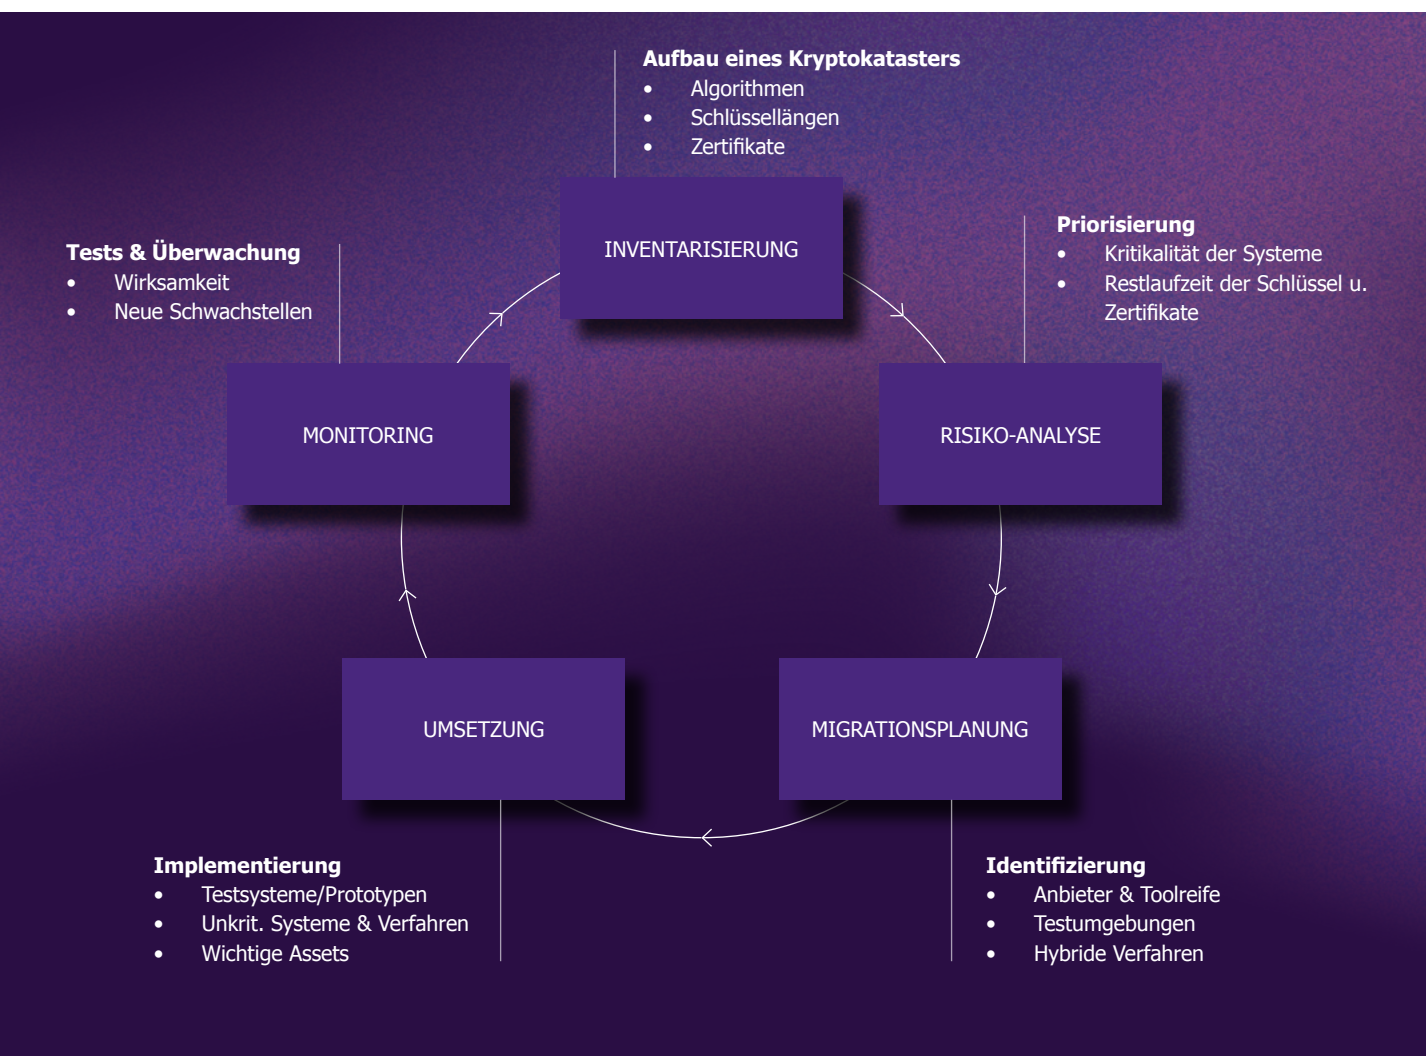 Aufbau eines Kryptokatasters
• Algorithmen
• Schlüssellängen
• Zertifikate
INVENTARISIERUNG
Priorisierung
• Kritikalität der Systeme
• Restlaufzeit der Schlüssel u.
Zertifikate
RISIKO-ANALYSE
MIGRATIONSPLANUNG
Identifizierung
• Anbieter & Toolreife
• Testumgebungen
• Hybride Verfahren
UMSETZUNG
Implementierung
• Testsysteme/Prototypen
• Unkrit. Systeme & Verfahren
• Wichtige Assets
Tests & Überwachung
• Wirksamkeit
• Neue Schwachstellen
MONITORING